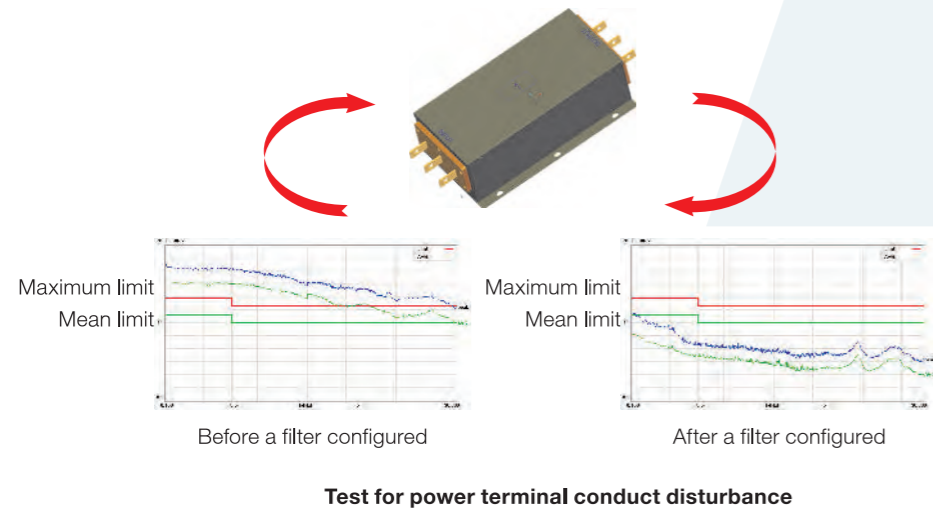 Maximum limit
Mean limit
Before a filter configured
Maximum limit
Mean limit
After a filter configured
Test for power terminal conduct disturbance